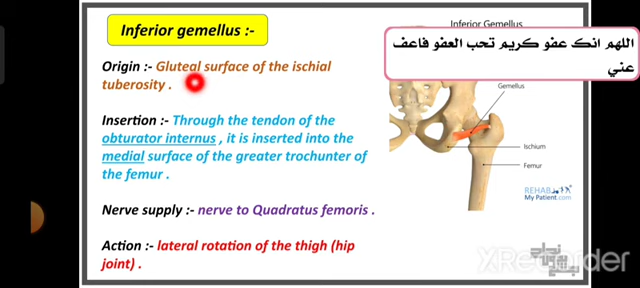 Inferior gemellus :-
Inferior Gemellus
اللهم انك عفو كريم تحب العفو فاعف
عني
Origin :- Gluteal surface of the ischial
tuberosity .
Gemellus
Insertion :- Through the tendon of the
obturator internus , it is inserted into the
medial surface of the greater trochunter of
the femur .
Ischium
Femur
REHAB
My Patient.com
Nerve supply :- nerve to Quadratus femoris .
Action :- lateral rotation of the thigh (hip
joint) .
XRecorder